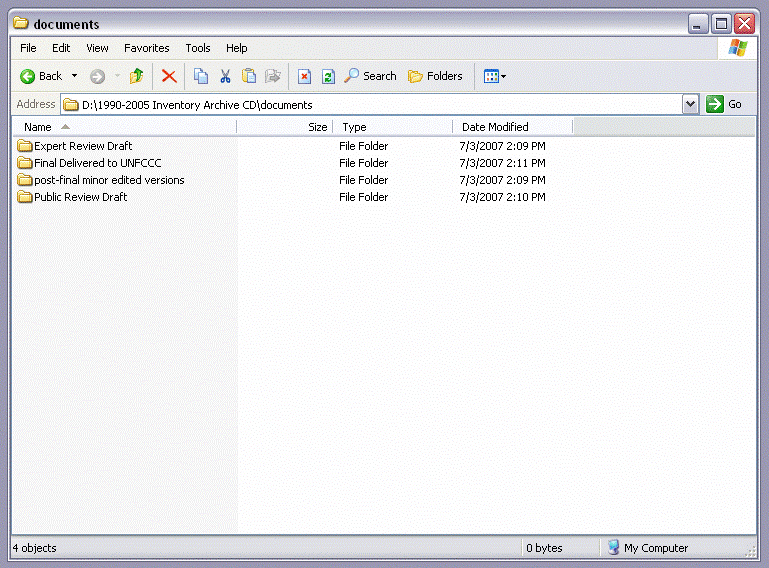 documents
File Edit View Favorites Tools Help
Back Search Folders
Address D:\1990-2005 Inventory Archive CD\documents Go
Name Size Type Date Modified
Expert Review Draft File Folder 7/3/2007 2:09 PM
Final Delivered to UNFCCC File Folder 7/3/2007 2:11 PM
post-final minor edited versions File Folder 7/3/2007 2:09 PM
Public Review Draft File Folder 7/3/2007 2:10 PM
4 objects 0 bytes My Computer